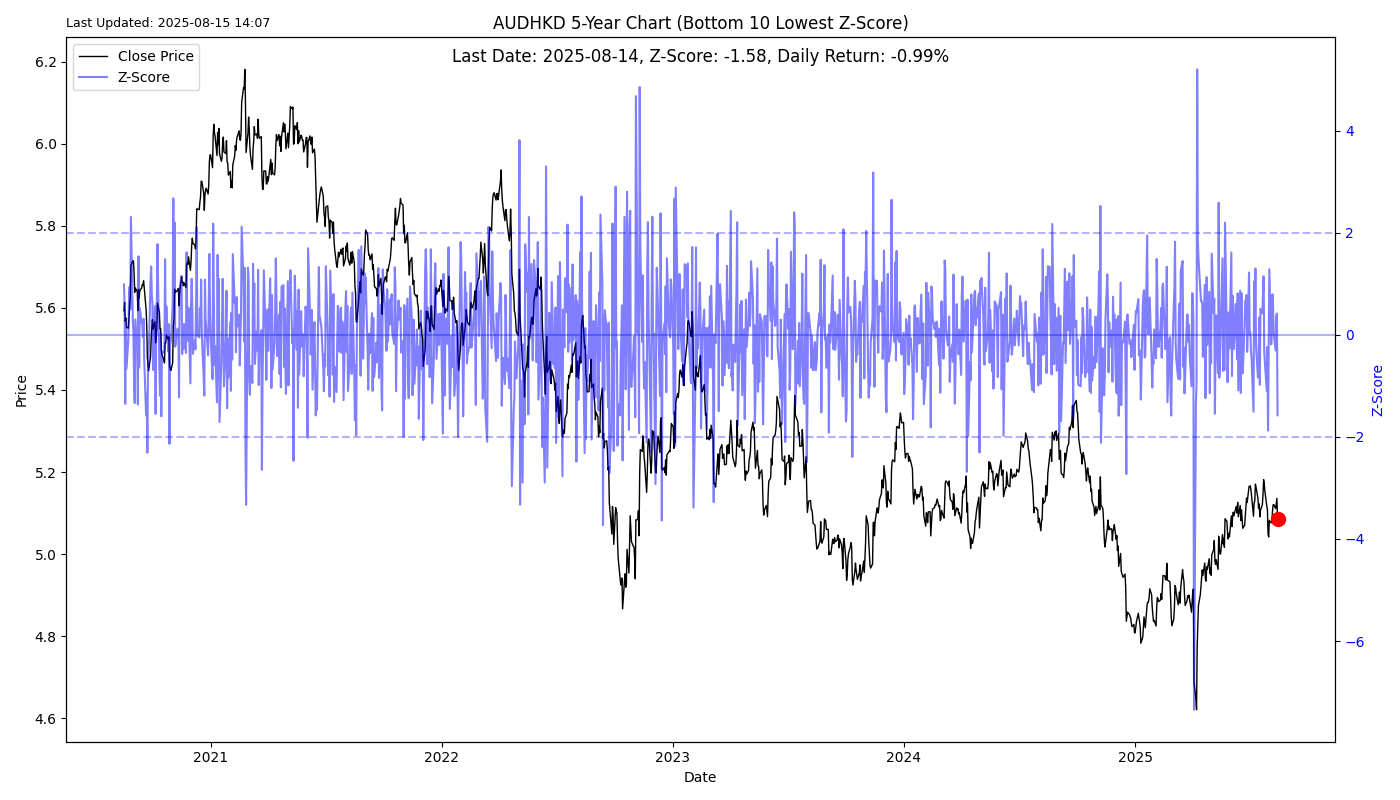 Last Updated: 2025-08-15 14:07
AUDHKD 5-Year Chart (Bottom 10 Lowest Z-Score)
Last Date: 2025-08-14, Z-Score: -1.58, Daily Return: -0.99%
Close Price
Z-Score
6.2
6.0
5.8
5.6
5.4
5.2
5.0
4.8
4.6
Price
4
2
0
−2
−4
−6
Z-Score
2021 2022 2023 2024 2025
Date